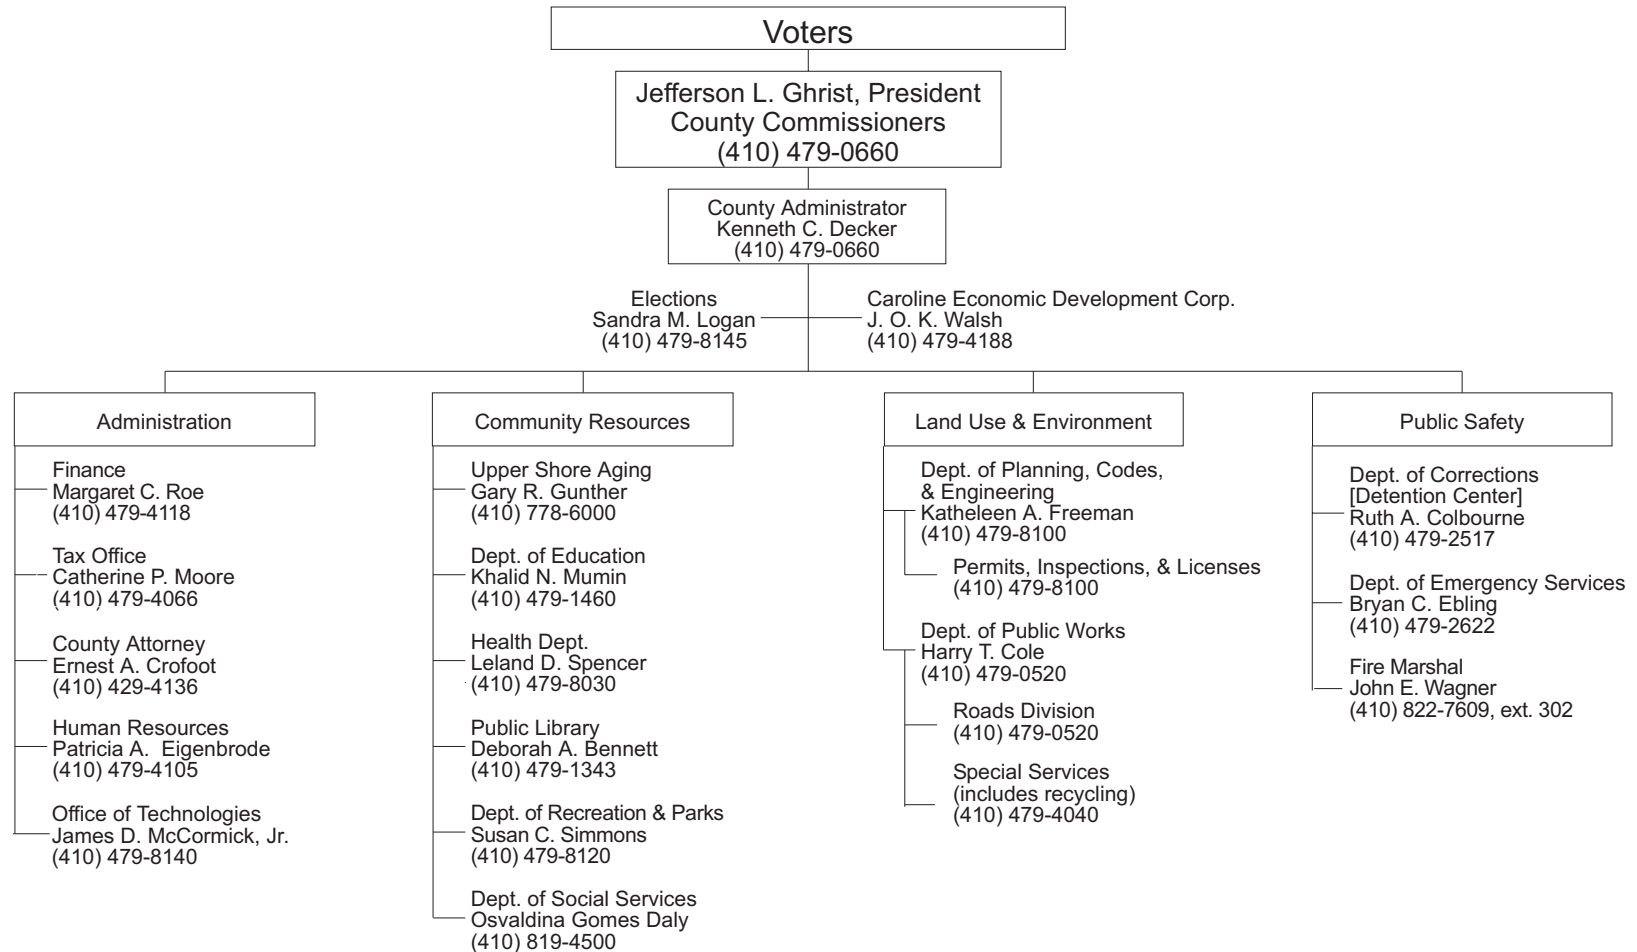 Voters
Jefferson L. Ghrist, President
County Commissioners
(410) 479-0660
County Administrator
Kenneth C. Decker
(410) 479-0660
Elections
Sandra M. Logan
(410) 479-8145
Caroline Economic Development Corp.
J. O. K. Walsh
(410) 479-4188
Administration
Finance
Margaret C. Roe
(410) 479-4118
Tax Office
Catherine P. Moore
(410) 479-4066
County Attorney
Ernest A. Crofoot
(410) 429-4136
Human Resources
Patricia A. Eigenbrode
(410) 479-4105
Office of Technologies
James D. McCormick, Jr.
(410) 479-8140
Community Resources
Upper Shore Aging
Gary R. Gunther
(410) 778-6000
Dept. of Education
Khalid N. Mumin
(410) 479-1460
Health Dept.
Leland D. Spencer
(410) 479-8030
Public Library
Deborah A. Bennett
(410) 479-1343
Dept. of Recreation & Parks
Susan C. Simmons
(410) 479-8120
Dept. of Social Services
Osvaldina Gomes Daly
(410) 819-4500
Land Use & Environment
Dept. of Planning, Codes,
& Engineering
Katheleen A. Freeman
(410) 479-8100
Permits, Inspections, & Licenses
(410) 479-8100
Dept. of Public Works
Harry T. Cole
(410) 479-0520
Roads Division
(410) 479-0520
Special Services
(includes recycling)
(410) 479-4040
Public Safety
Dept. of Corrections
[Detention Center]
Ruth A. Colbourne
(410) 479-2517
Dept. of Emergency Services
Bryan C. Ebling
(410) 479-2622
Fire Marshal
John E. Wagner
(410) 822-7609, ext. 302